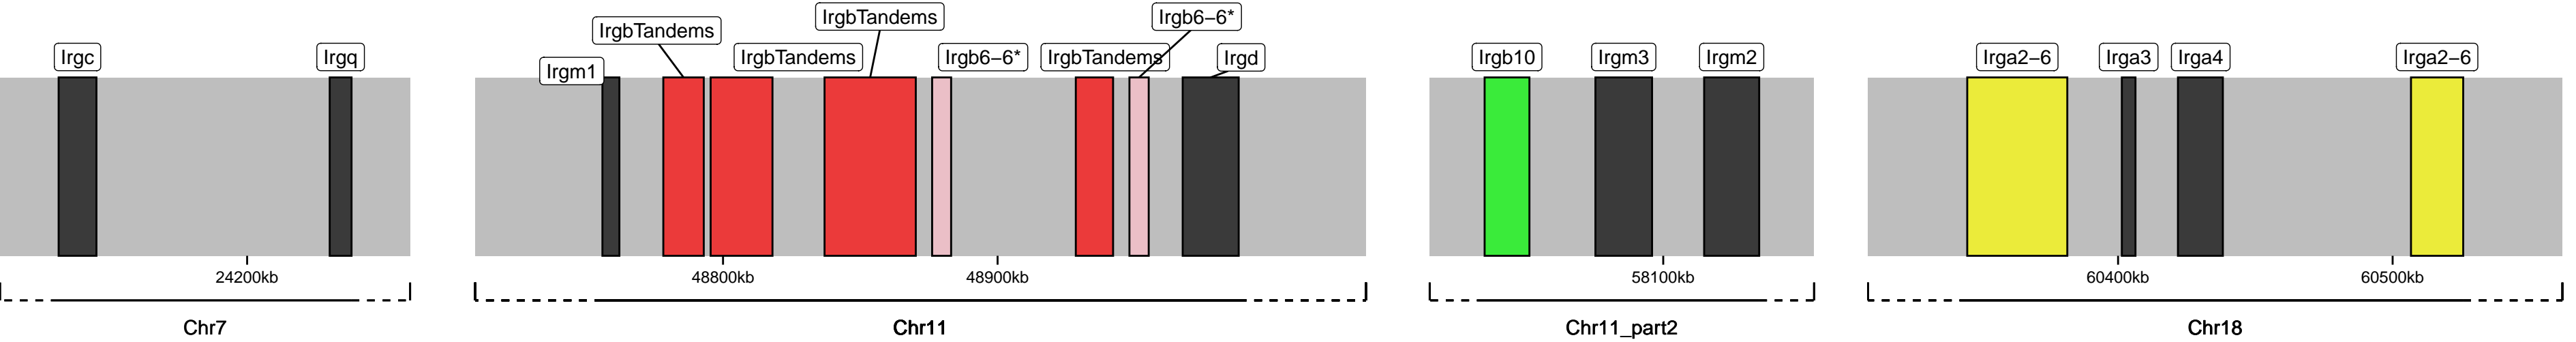 Irgc
Irgq
Irgm1
IrgbTandems
IrgbTandems
IrgbTandems
Irgb6−6*
IrgbTandems
Irgb6−6*
Irgd
Irgb10
Irgm3
Irgm2
Irga2−6
Irga3
Irga4
Irga2−6
24200kb
48800kb
48900kb
58100kb
60400kb
60500kb
Chr7
Chr11
Chr11_part2
Chr18